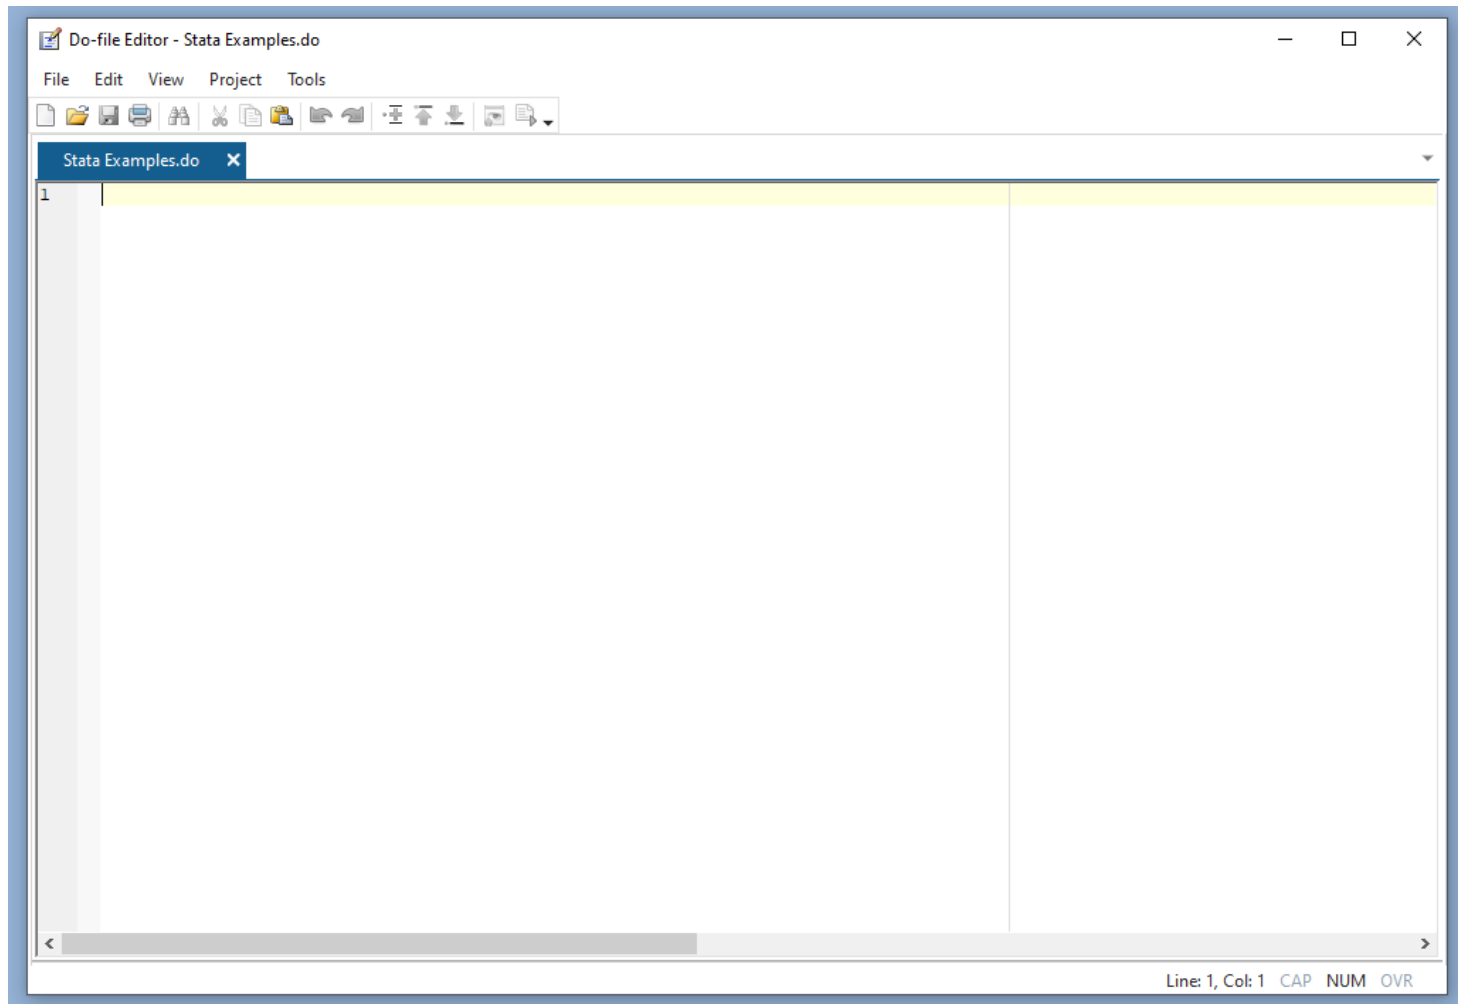 Do-file Editor - Stata Examples.do
File Edit View Project Tools
Stata Examples.do
1
Line: 1, Col: 1 CAP NUM OVR